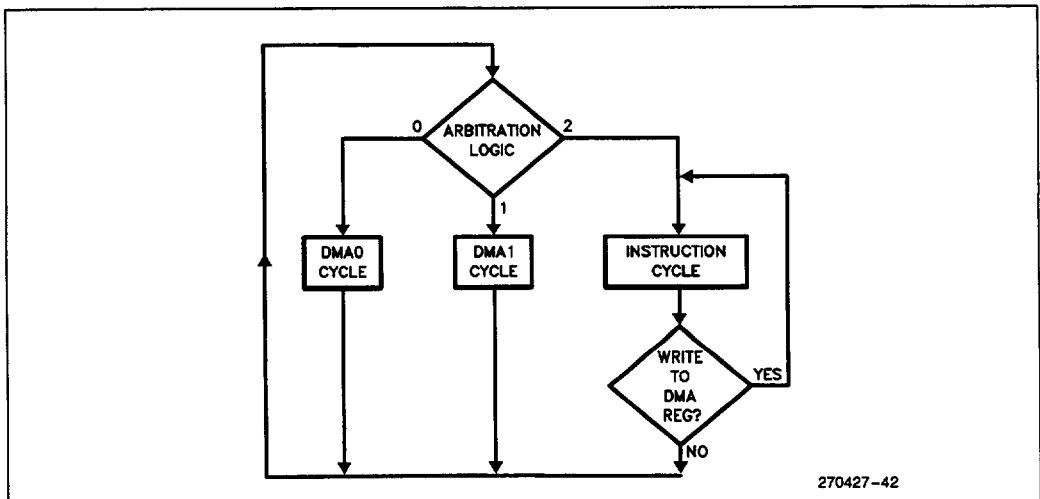 ARBITRATION
LOGIC
0
2
1
DMA0
CYCLE
DMA1
CYCLE
INSTRUCTION
CYCLE
WRITE
TO
DMA
REG?
YES
NO
270427-42